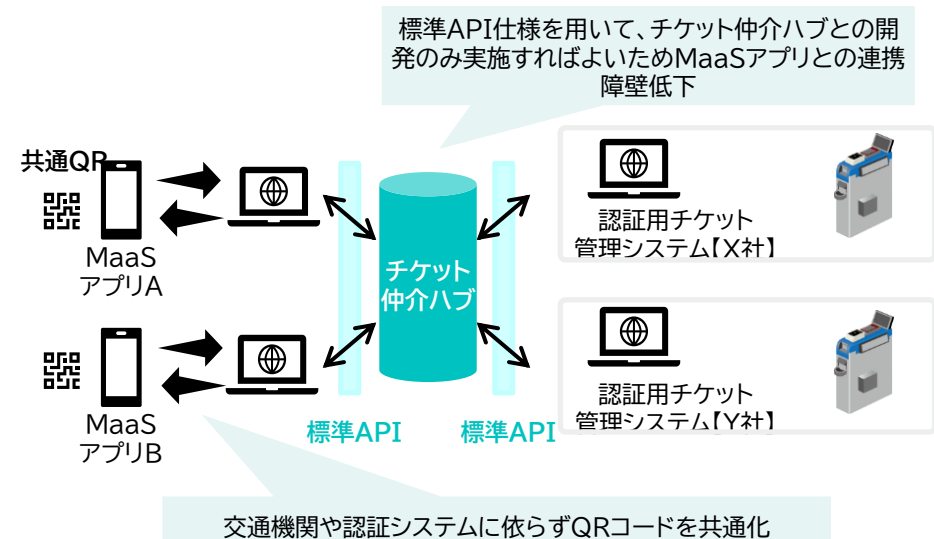 標準API仕様を用いて、チケット仲介ハブとの開
発のみ実施すればよいためMaaSアプリとの連携
障壁低下
共通QR
MaaS
アプリA
チケット
仲介ハブ
認証用チケット
管理システム【X社】
MaaS
アプリB
標準API
標準API
認証用チケット
管理システム【Y社】
交通機関や認証システムに依らずQRコードを共通化